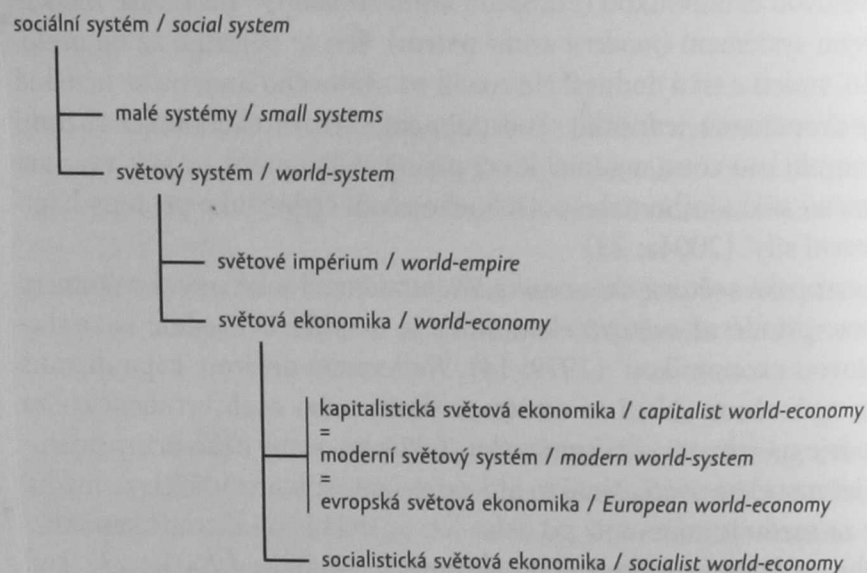 sociální systém / social system
malé systémy / small systems
světový systém / world-system
světové impérium / world-empire
světová ekonomika / world-economy
kapitalistická světová ekonomika / capitalist world-economy
=
moderní světový systém / modern world-system
=
evropská světová ekonomika / European world-economy
socialistická světová ekonomika / socialist world-economy